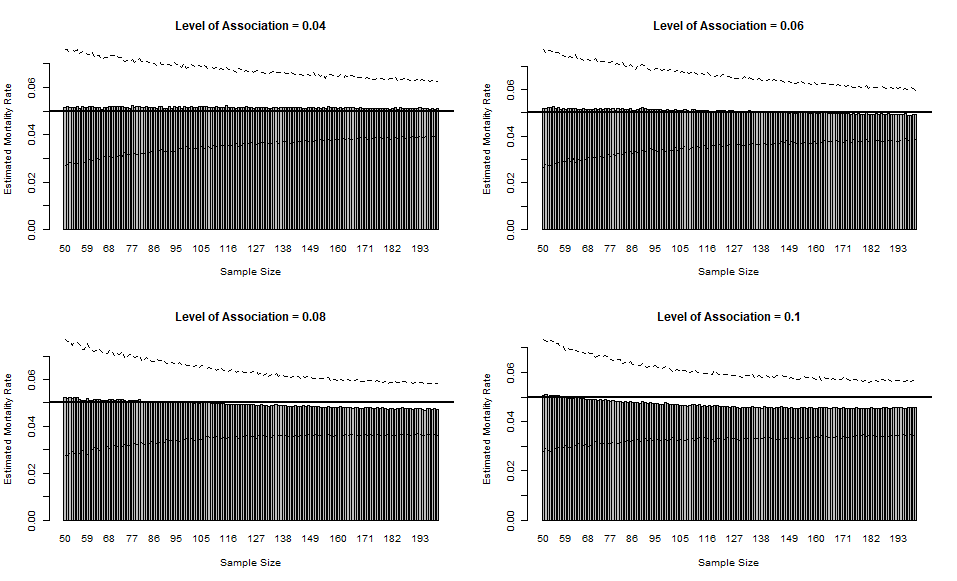 Level of Association = 0.04
Estimated Mortality Rate
0.00 0.02 0.04 0.06
50 59 68 77 86 95 105 116 127 138 149 160 171 182 193
Sample Size
Level of Association = 0.06
Estimated Mortality Rate
0.00 0.02 0.04 0.06
50 59 68 77 86 95 105 116 127 138 149 160 171 182 193
Sample Size
Level of Association = 0.08
Estimated Mortality Rate
0.00 0.02 0.04 0.06
50 59 68 77 86 95 105 116 127 138 149 160 171 182 193
Sample Size
Level of Association = 0.1
Estimated Mortality Rate
0.00 0.02 0.04 0.06
50 59 68 77 86 95 105 116 127 138 149 160 171 182 193
Sample Size